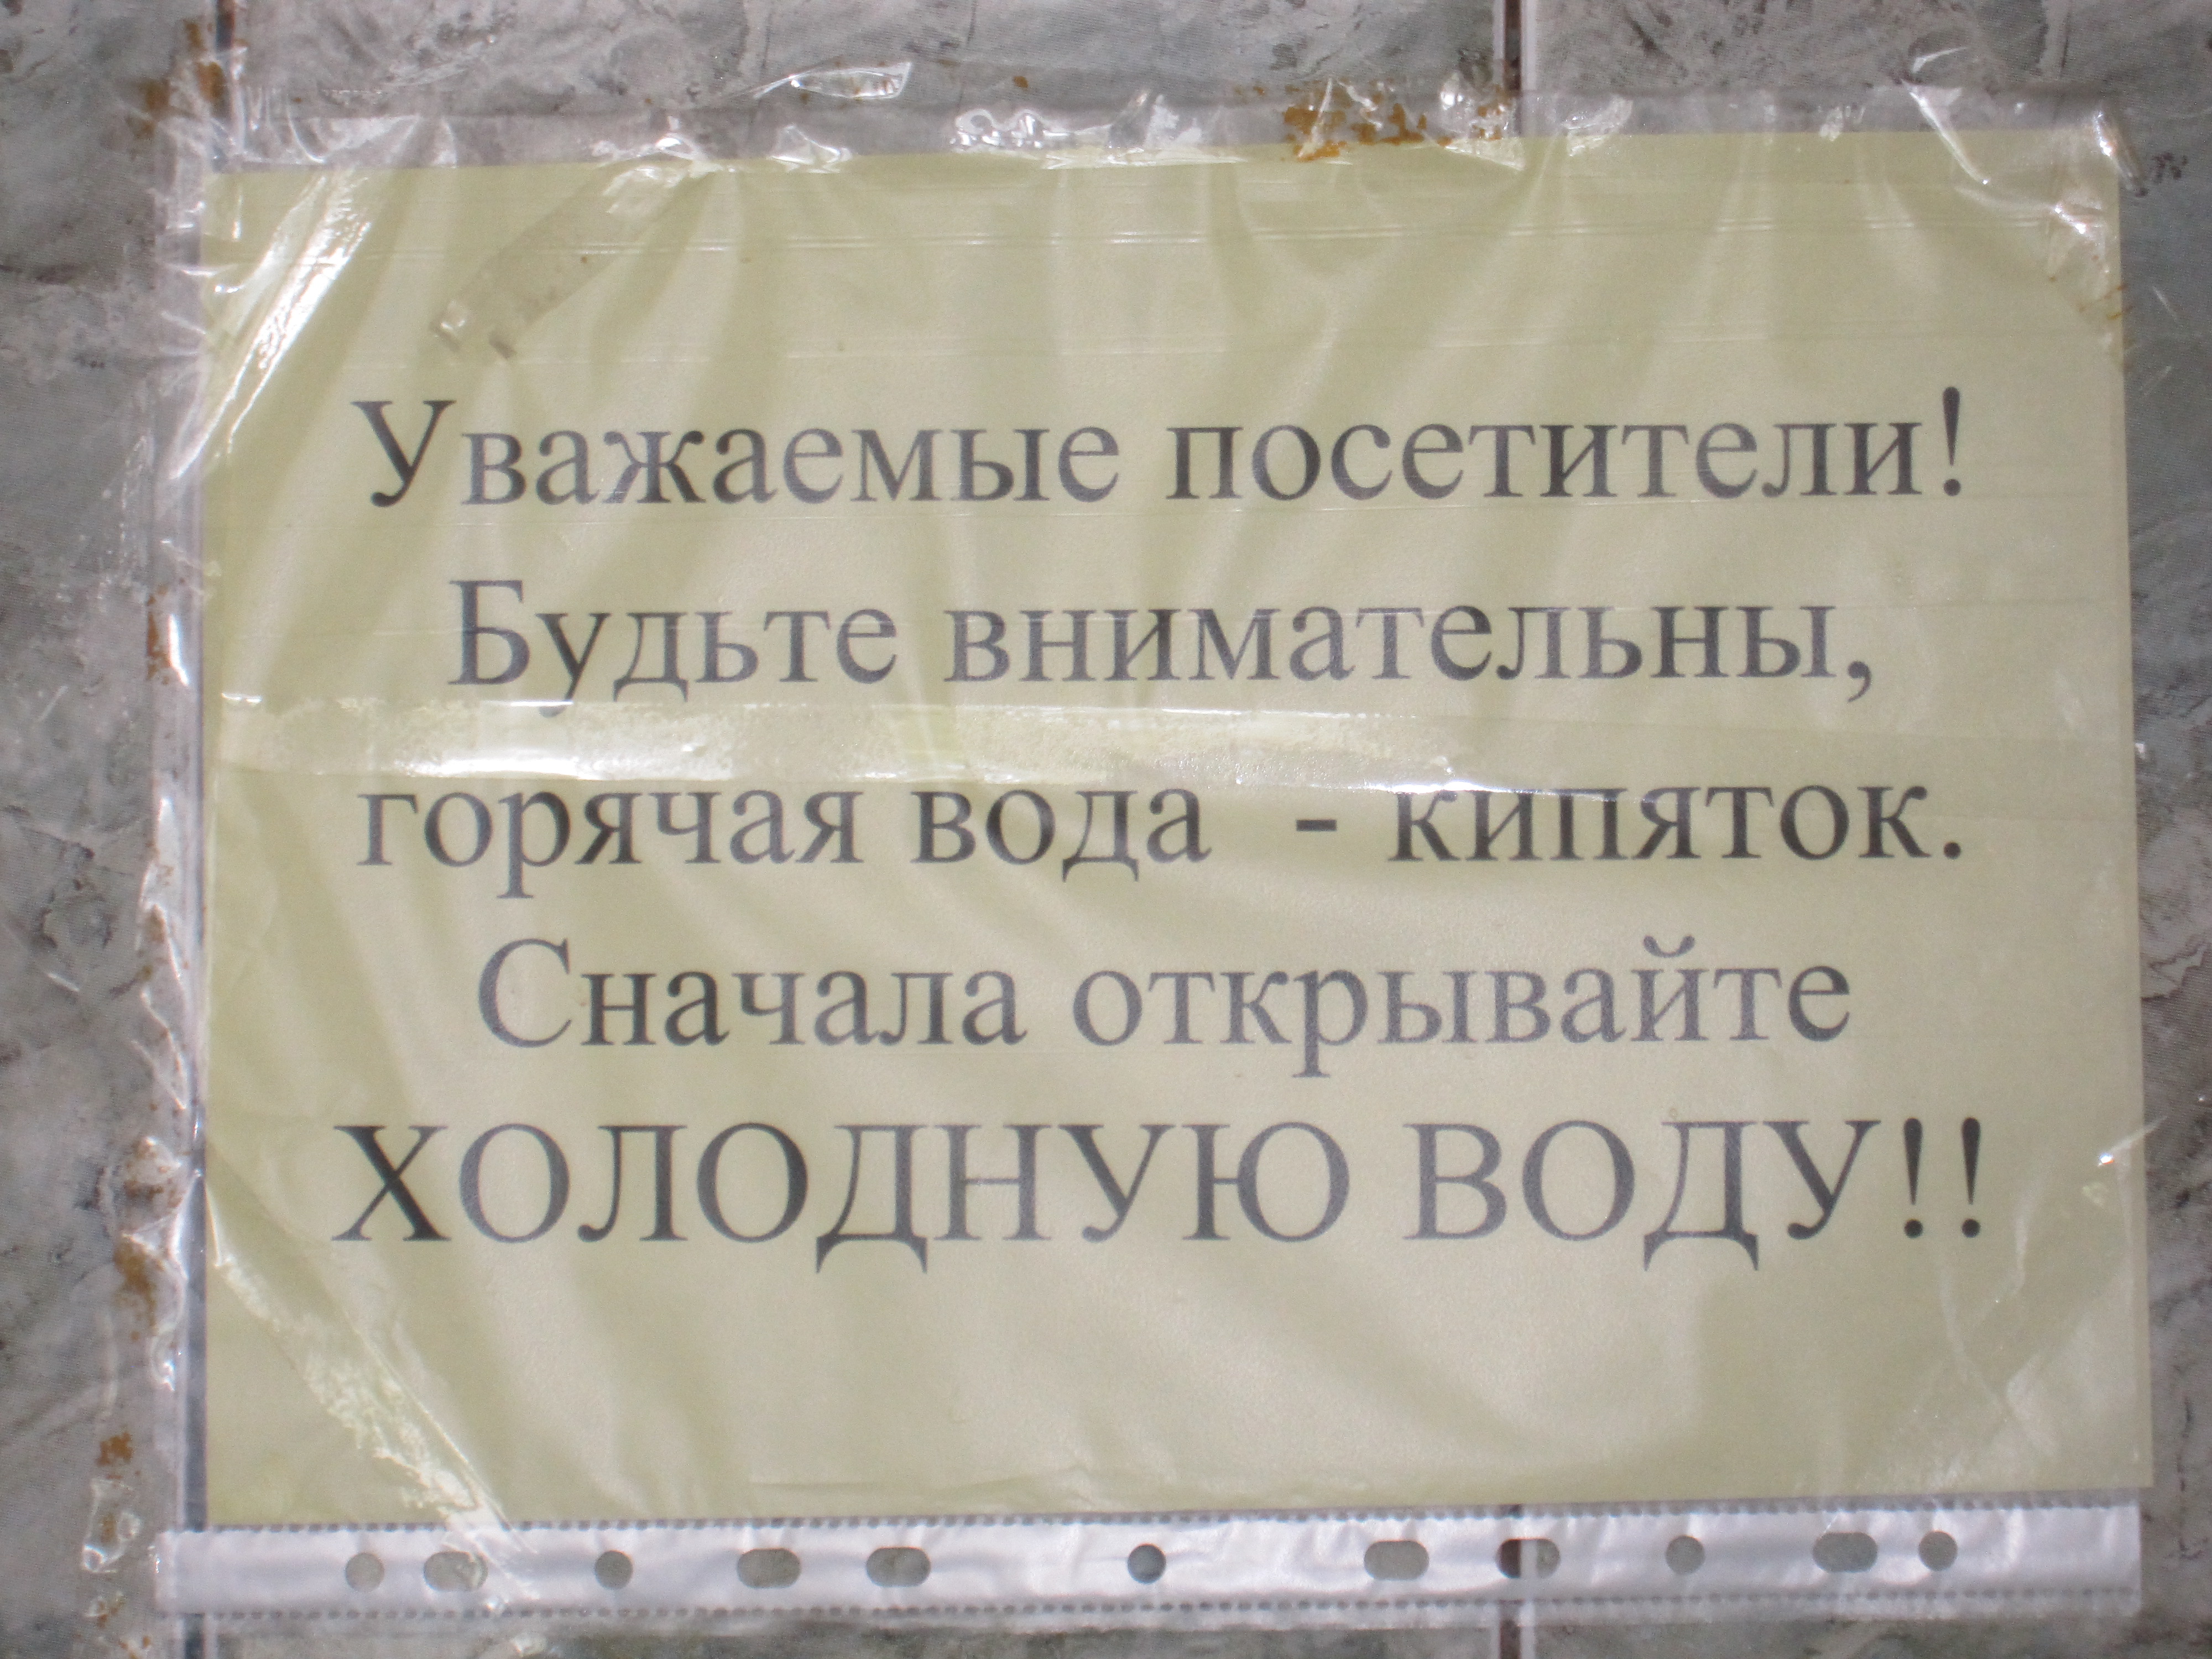 Уважаемые посетители!
Будьте внимательны,
горячая вода  - кипяток.
Сначала открывайте
ХОЛОДНУЮ ВОДУ!!